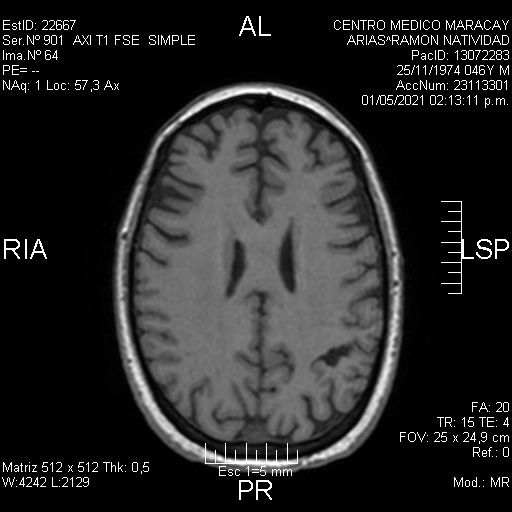 EstID: 22667
Ser.Nº 901 AXI T1 FSE SIMPLE
Ima.Nº 64
PE= --
NAq: 1 Loc: 57,3 Ax
AL
CENTRO MEDICO MARACAY
ARIAS^RAMON NATIVIDAD
PacID: 13072283
25/11/1974 046Y M
AccNum: 23113301
01/05/2021 02:13:11 p.m.
RIA
LSP
Matriz 512 x 512 Thk: 0,5
W:4242 L:2129
Esc 1=5 mm
PR
FA: 20
TR: 15 TE: 4
FOV: 25 x 24,9 cm
Ref.: 0
Mod.: MR